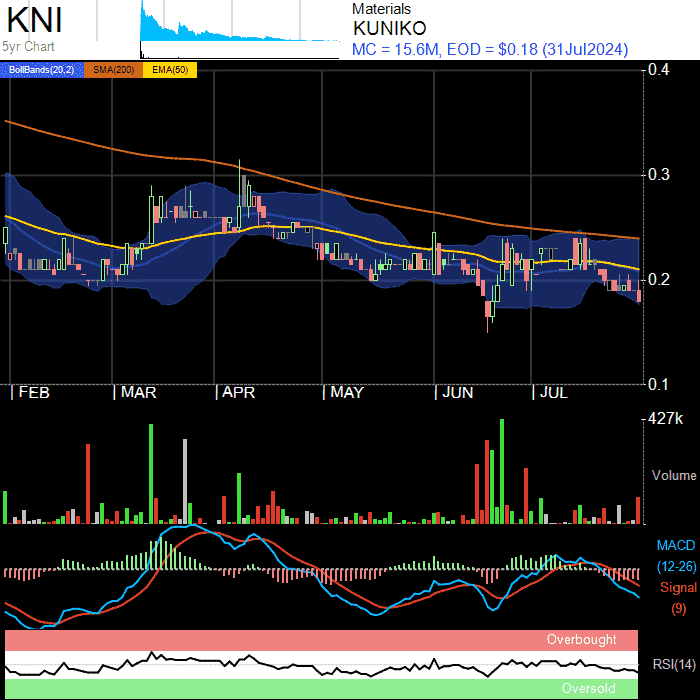 KNI
5yr Chart
Materials
KUNIKO
MC = 15.6M, EOD = $0.18 (31Jul2024)
BollBands(20,2) SMA(200) EMA(50)
0.4
0.3
0.2
0.1
FEB MAR APR MAY JUN JUL
427k
Volume
MACD
(12-26)
Signal
(9)
Overbought
RSI(14)
Oversold